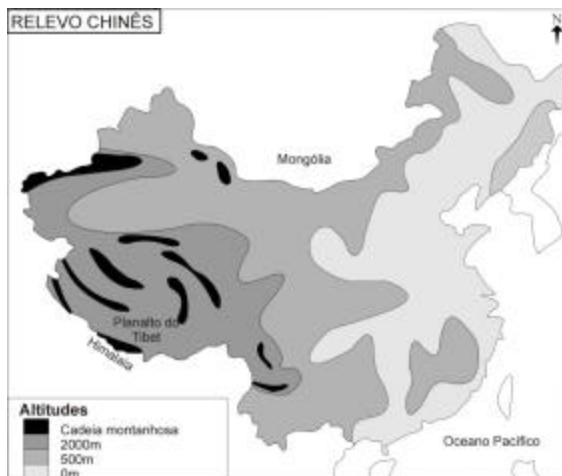 RELEVO CHINÊS
N
Mongólia
Planalto do
Tibet
Himalaia
Altitudes
Cadeia montanhosa
2000m
500m
0m
Oceano Pacífico